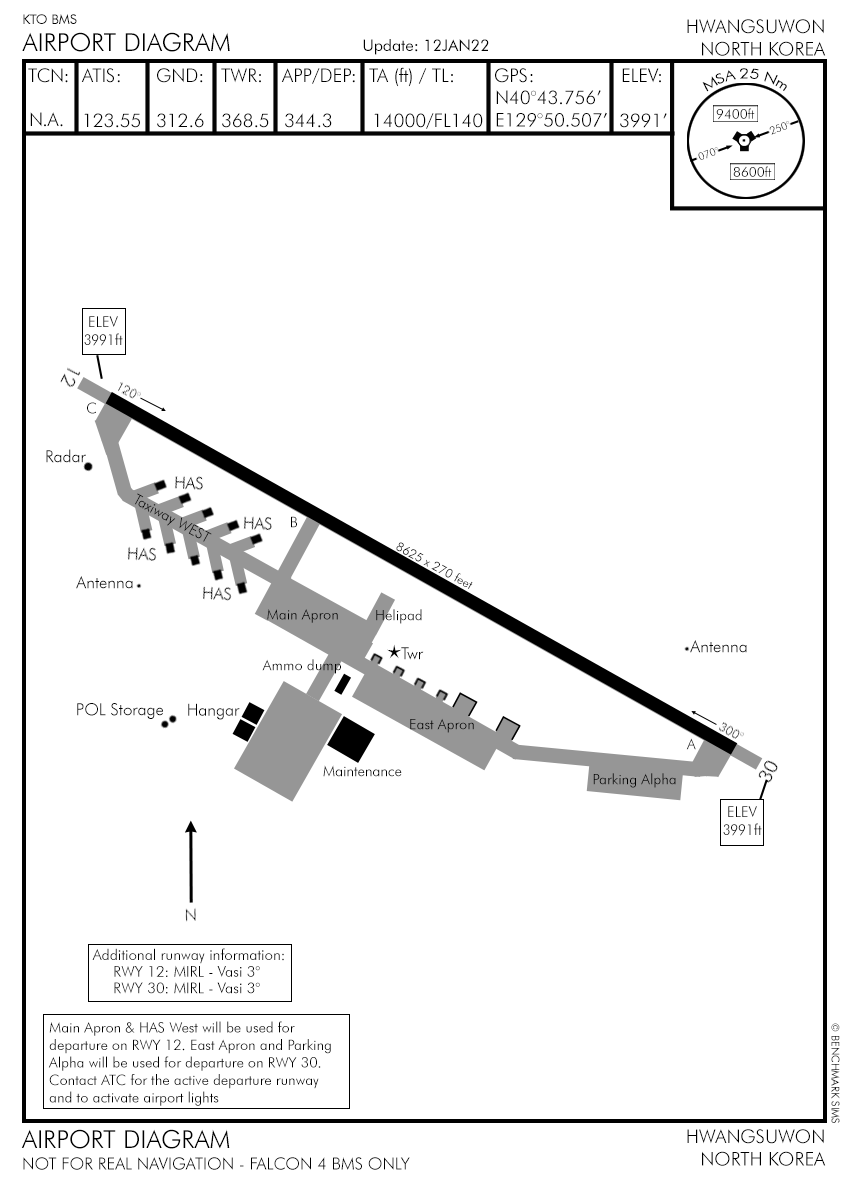 KTO BMS
AIRPORT DIAGRAM
Update: 12JAN22
HWANGSUWON
NORTH KOREA
TCN:
N.A.
ATIS:
123.55
GND:
312.6
TWR:
368.5
APP/DEP:
344.3
TA (ft) / TL:
14000/FL140
GPS:
N40°43.756'
E129°50.507'
ELEV:
3991'
MSA 25 Nm
9400ft
250°
070°
8600ft
ELEV
3991ft
12
120°
C
Radar
HAS
Taxiway WEST
HAS
B
HAS
8625 x 270 feet
Antenna
HAS
Main Apron
Helipad
Twr
Antenna
Ammo dump
POL Storage
Hangar
East Apron
300°
A
Maintenance
Parking Alpha
30
ELEV
3991ft
N
Additional runway information:
RWY 12: MIRL - Vasi 3°
RWY 30: MIRL - Vasi 3°
Main Apron & HAS West will be used for
departure on RWY 12. East Apron and Parking
Alpha will be used for departure on RWY 30.
Contact ATC for the active departure runway
and to activate airport lights
© BENCHMARK SIMS
AIRPORT DIAGRAM
NOT FOR REAL NAVIGATION - FALCON 4 BMS ONLY
HWANGSUWON
NORTH KOREA